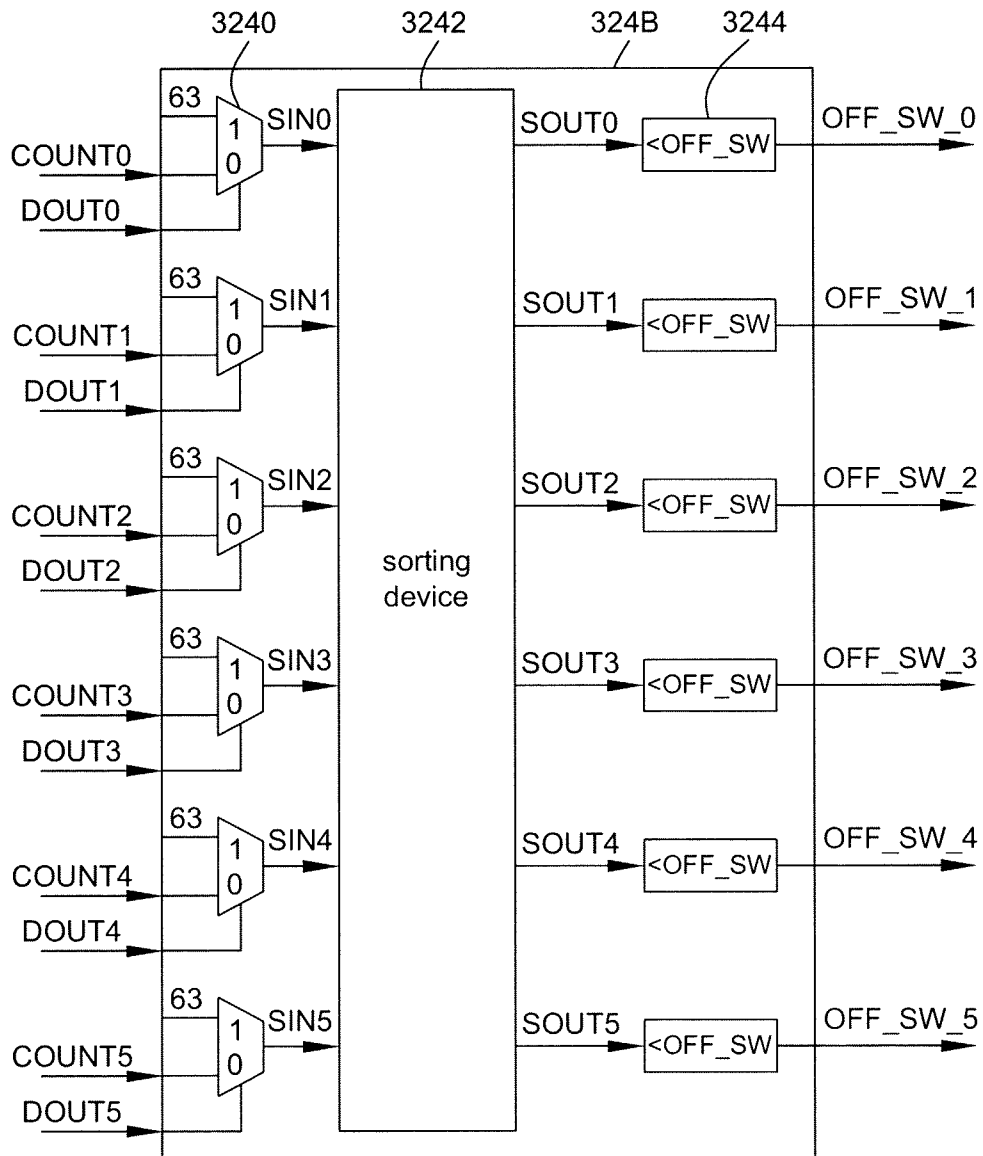 3240 3242 324B 3244
63 1 0 SIN0 SOUT0 <OFF_SW OFF_SW_0
COUNT0
DOUT0
63 1 0 SIN1 SOUT1 <OFF_SW OFF_SW_1
COUNT1
DOUT1
63 1 0 SIN2 SOUT2 <OFF_SW OFF_SW_2
COUNT2
DOUT2
sorting
device
63 1 0 SIN3 SOUT3 <OFF_SW OFF_SW_3
COUNT3
DOUT3
63 1 0 SIN4 SOUT4 <OFF_SW OFF_SW_4
COUNT4
DOUT4
63 1 0 SIN5 SOUT5 <OFF_SW OFF_SW_5
COUNT5
DOUT5